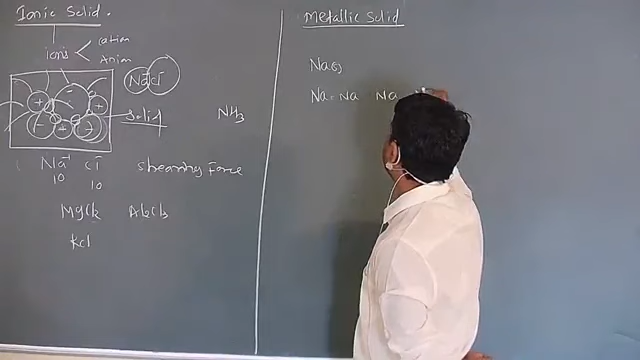 Ionic Solid.
ions
cation
Anion
NaCl
+ - +
Solid
- + -
Na+ Cl-
10 10
Shearing Force
NH3
MgCl2
KCl
Metallic Solid
Na(s)
Na Na Na